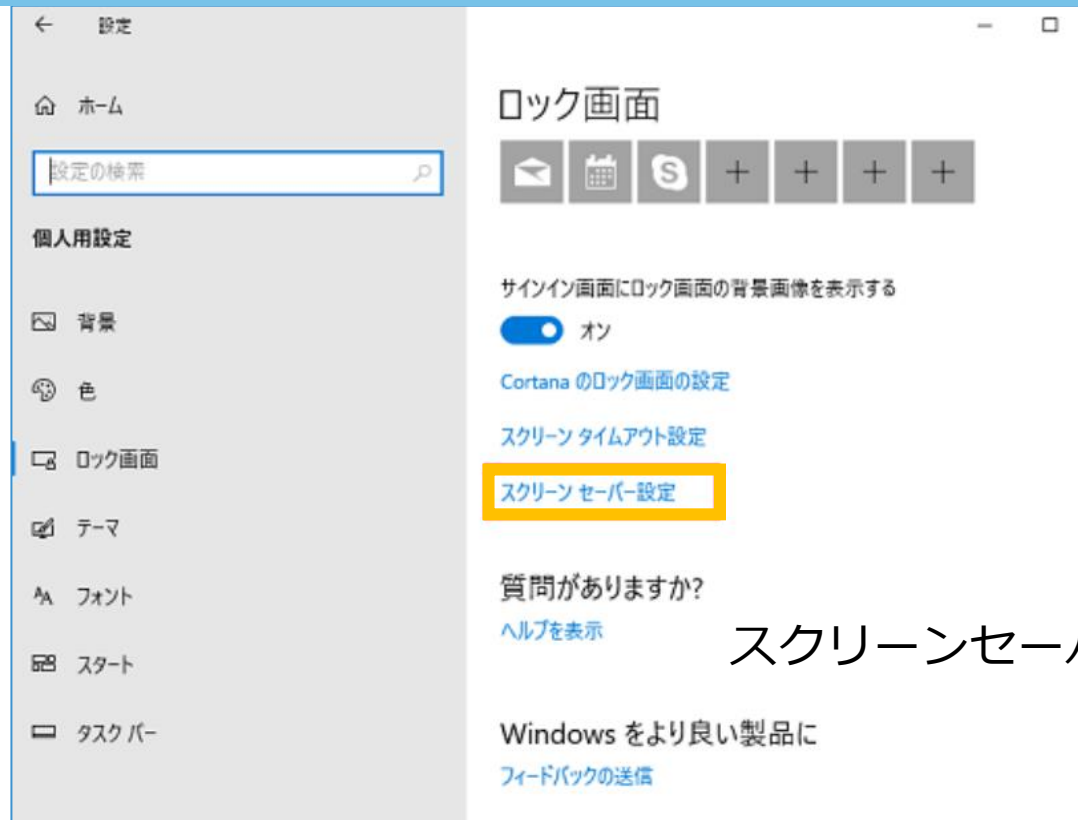 設定
ホーム
設定の検索
個人用設定
背景
色
ロック画面
テーマ
フォント
スタート
タスク バー
ロック画面
サインイン画面にロック画面の背景画像を表示する
オン
Cortana のロック画面の設定
スクリーン タイムアウト設定
スクリーン セーバー設定
質問がありますか?
ヘルプを表示
スクリーンセー
Windows をより良い製品に
フィードバックの送信